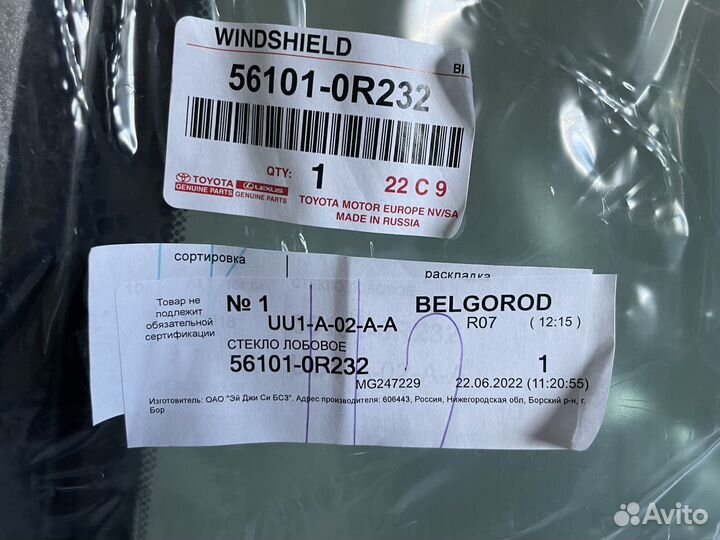 WINDSHIELD
BI
56101-0R232
QTY: 1 22 C 9
TOYOTA
GENUINE PARTS
LEXUS
GENUINE PARTS
TOYOTA MOTOR EUROPE NV/SA
MADE IN RUSSIA
сортировка
раскладка
Товар не
подлежит
обязательной
сертификации
№ 1 BELGOROD
UU1-A-02-A-A R07 (12:15)
СТЕКЛО ЛОБОВОЕ
56101-0R232 1
MG247229 22.06.2022 (11:20:55)
Изготовитель: ОАО "Эй Джи Си БСЗ". Адрес производителя: 606443, Россия, Нижегородская обл, Борский р-н, г.
Бор
Avito